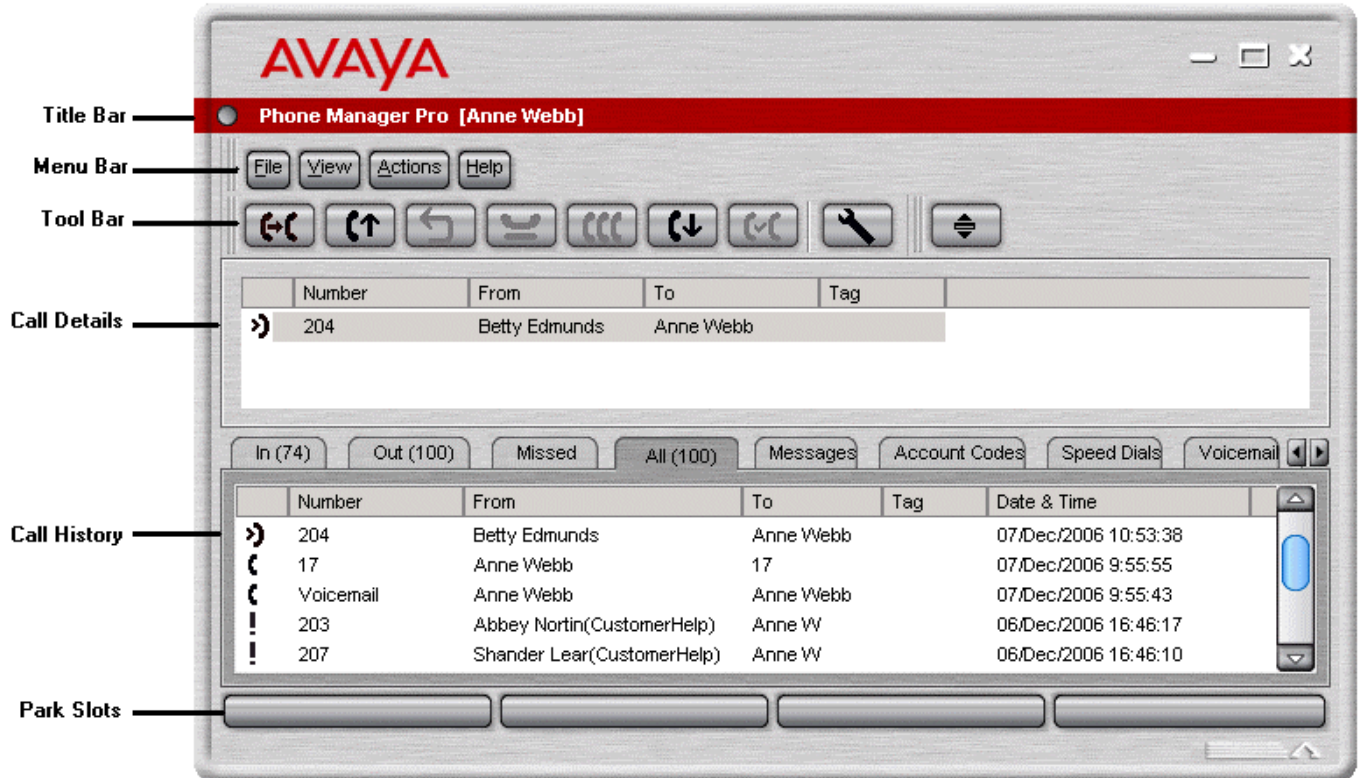 AVAYA
Title Bar
Phone Manager Pro [Anne Webb]
Menu Bar
File View Actions Help
Tool Bar
Number From To Tag
Call Details
204 Betty Edmunds Anne Webb
In (74) Out (100) Missed All (100) Messages Account Codes Speed Dials Voicemail
Number From To Tag Date & Time
Call History
204 Betty Edmunds Anne Webb 07/Dec/2006 10:53:38
17 Anne Webb 17 07/Dec/2006 9:55:55
Voicemail Anne Webb Anne Webb 07/Dec/2006 9:55:43
203 Abbey Nortin(CustomerHelp) Anne W 06/Dec/2006 16:46:17
207 Shander Lear(CustomerHelp) Anne W 06/Dec/2006 16:46:10
Park Slots